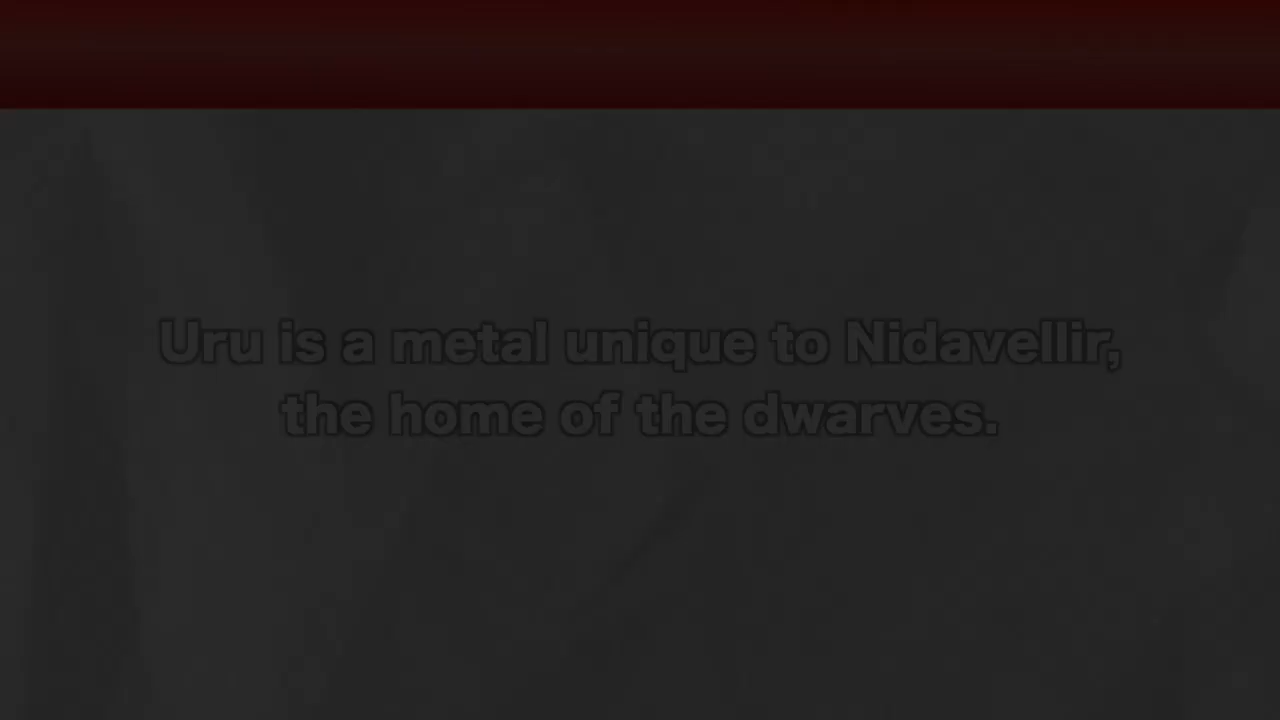 Uru is a metal unique to Nidavellir,
the home of the dwarves.